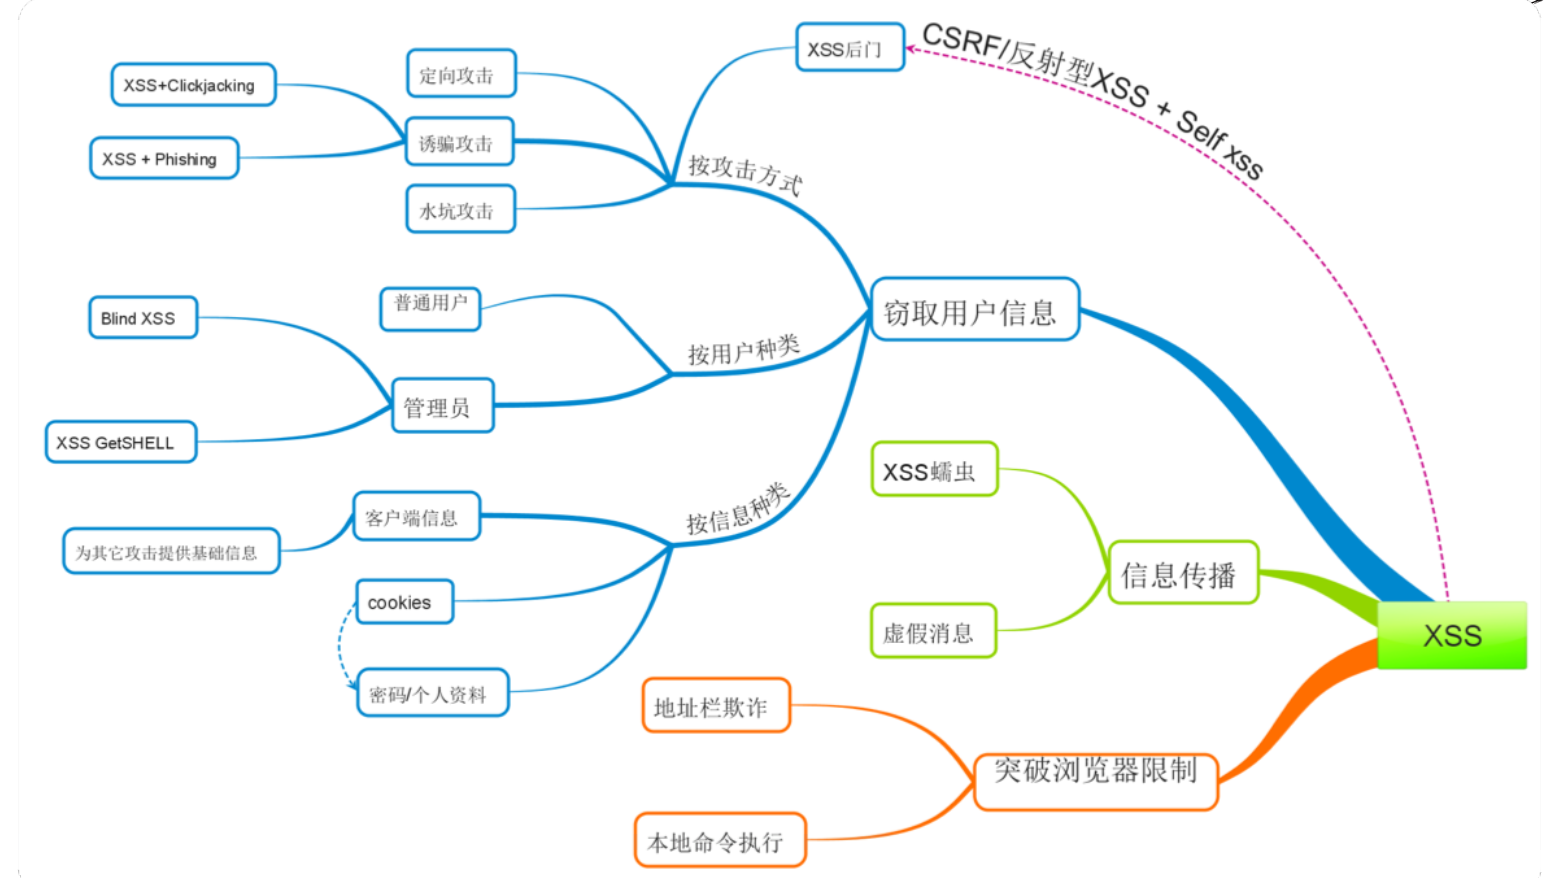 XSS后门
CSRF/反射型XSS + Self xss
定向攻击
XSS+Clickjacking
诱骗攻击
XSS + Phishing
按攻击方式
水坑攻击
普通用户
窃取用户信息
Blind XSS
按用户种类
管理员
XSS GetSHELL
XSS蠕虫
按信息种类
客户端信息
为其它攻击提供基础信息
信息传播
cookies
虚假消息
XSS
密码/个人资料
地址栏欺诈
突破浏览器限制
本地命令执行